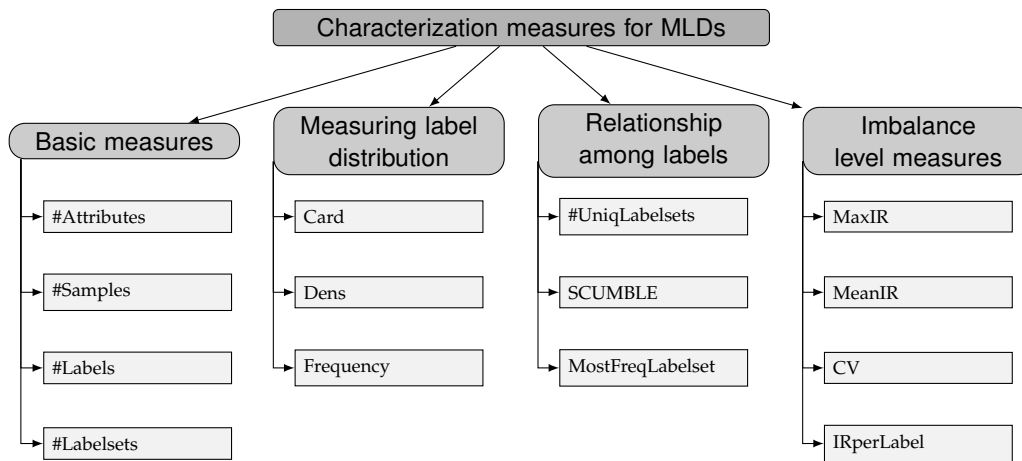 Characterization measures for MLDs
Basic measures
#Attributes
#Samples
#Labels
#Labelsets
Measuring label
distribution
Card
Dens
Frequency
Relationship
among labels
#UniqLabelsets
SCUMBLE
MostFreqLabelset
Imbalance
level measures
MaxIR
MeanIR
CV
IRperLabel